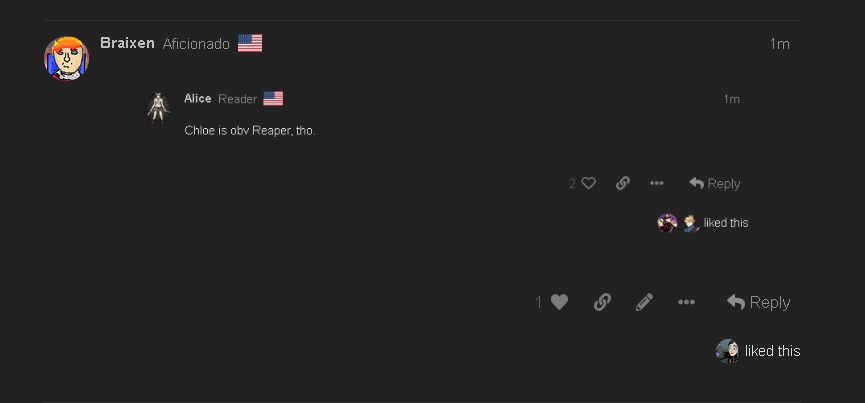 Braixen Aficionado 1m
Alice Reader 1m
Chloe is obv Reaper, tho.
2 Reply
liked this
1 Reply
liked this